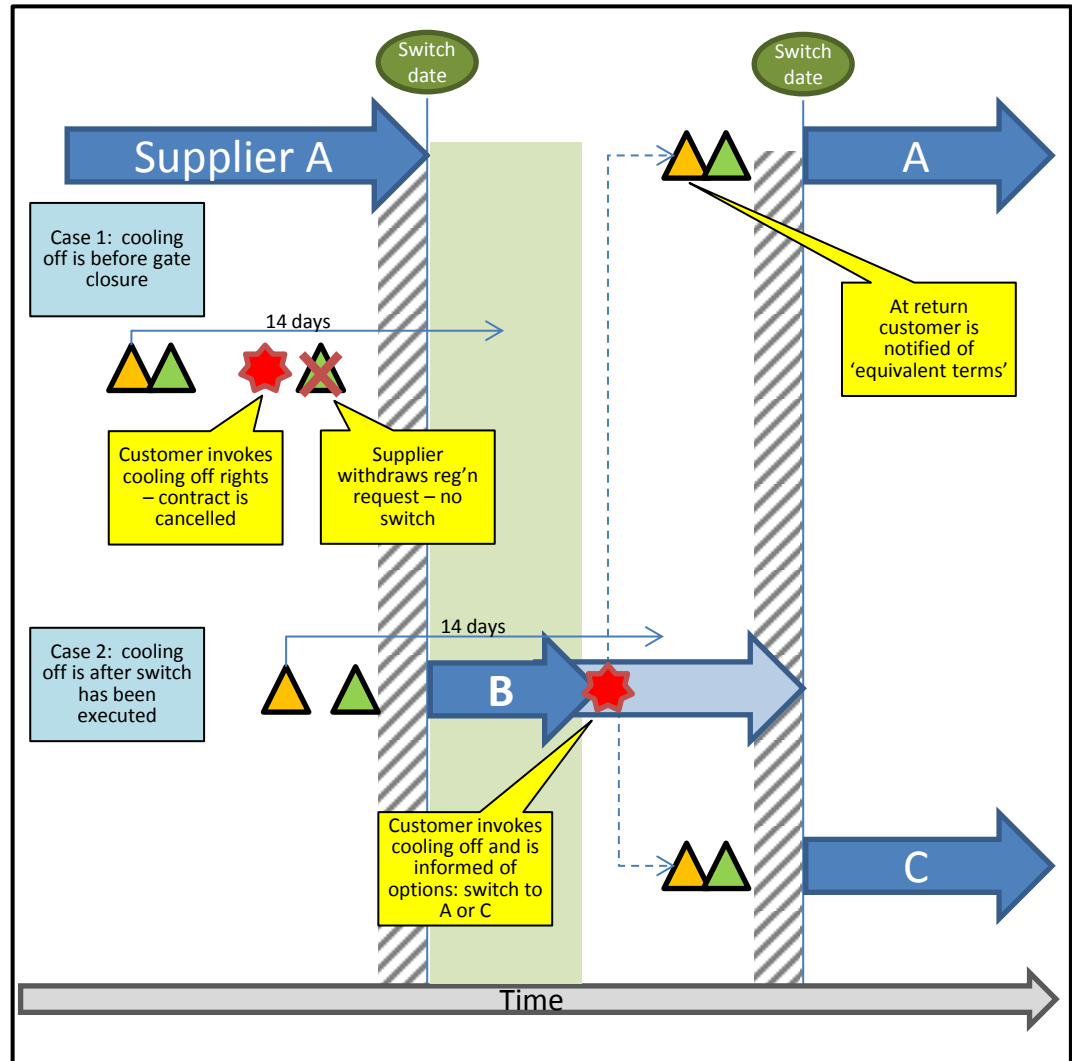 Switch
date
Switch
date
Supplier A
A
Case 1:  cooling
off is before gate
closure
14 days
At return
customer is
notified of
‘equivalent terms’
Customer invokes
cooling off rights
– contract is
cancelled
Supplier
withdraws reg’n
request – no
switch
14 days
Case 2:  cooling
off is after switch
has been
executed
B
Customer invokes
cooling off and is
informed of
options: switch to
A or C
C
Time